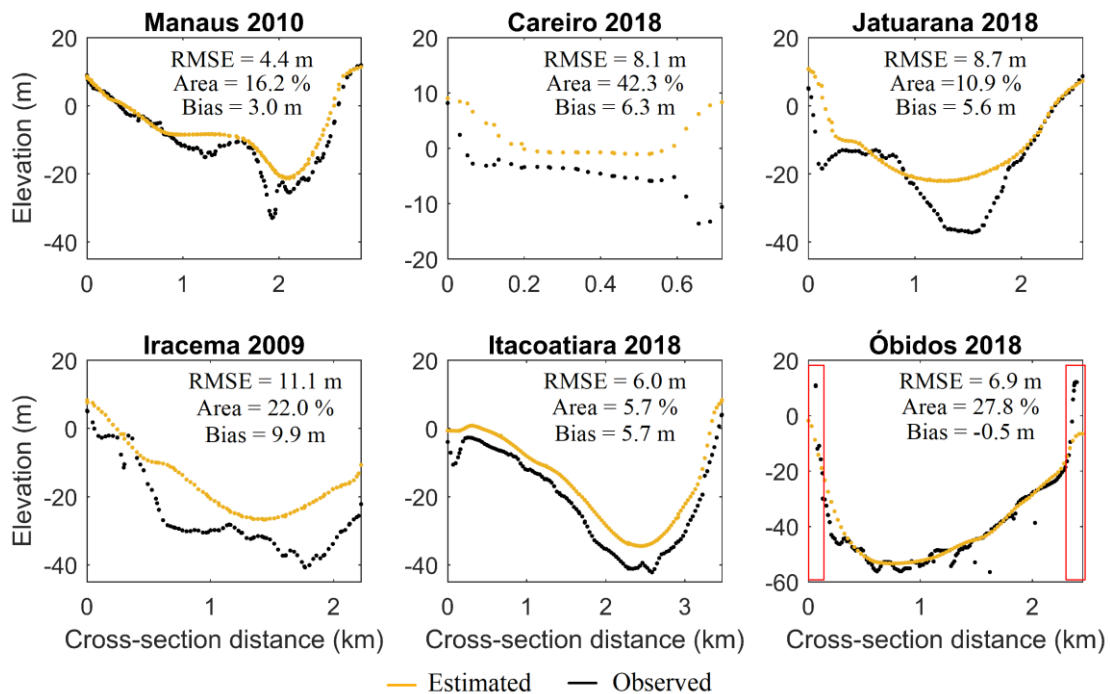 Manaus 2010
Careiro 2018
Jatuarana 2018
20
0
-20
-40
Elevation (m)
RMSE = 4.4 m
Area = 16.2 %
Bias = 3.0 m
0
1
2
20
10
0
-10
-20
RMSE = 8.1 m
Area = 42.3 %
Bias = 6.3 m
0
0.2
0.4
0.6
20
0
-20
-40
RMSE = 8.7 m
Area = 10.9 %
Bias = 5.6 m
0
1
2
Iracema 2009
Itacoatiara 2018
Óbidos 2018
20
0
-20
-40
Elevation (m)
RMSE = 11.1 m
Area = 22.0 %
Bias = 9.9 m
0
1
2
Cross-section distance (km)
20
0
-20
-40
RMSE = 6.0 m
Area = 5.7 %
Bias = 5.7 m
0
1
2
3
Cross-section distance (km)
20
0
-20
-40
-60
RMSE = 6.9 m
Area = 27.8 %
Bias = -0.5 m
0
1
2
Cross-section distance (km)
Estimated
Observed